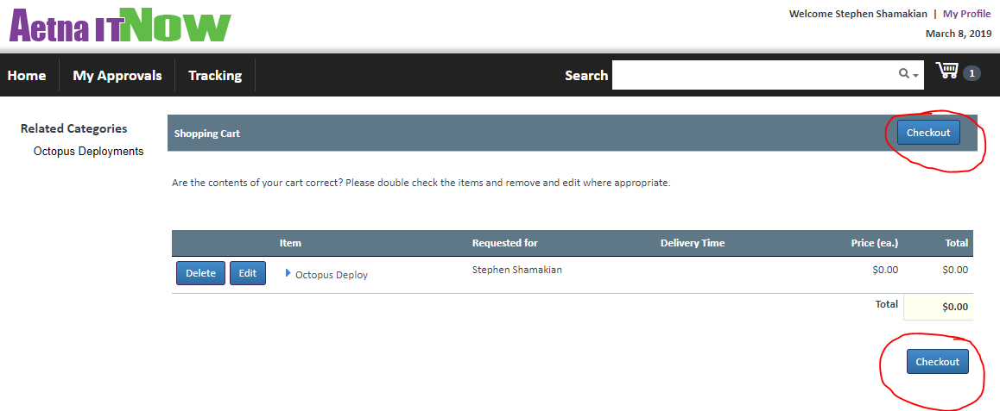 Aetna ITNow
Welcome Stephen Shamakian | My Profile
March 8, 2019
Home My Approvals Tracking Search 1
Related Categories
Octopus Deployments
Shopping Cart Checkout
Are the contents of your cart correct? Please double check the items and remove and edit where appropriate.
Item Requested for Delivery Time Price (ea.) Total
Delete Edit Octopus Deploy Stephen Shamakian $0.00 $0.00
Total $0.00
Checkout